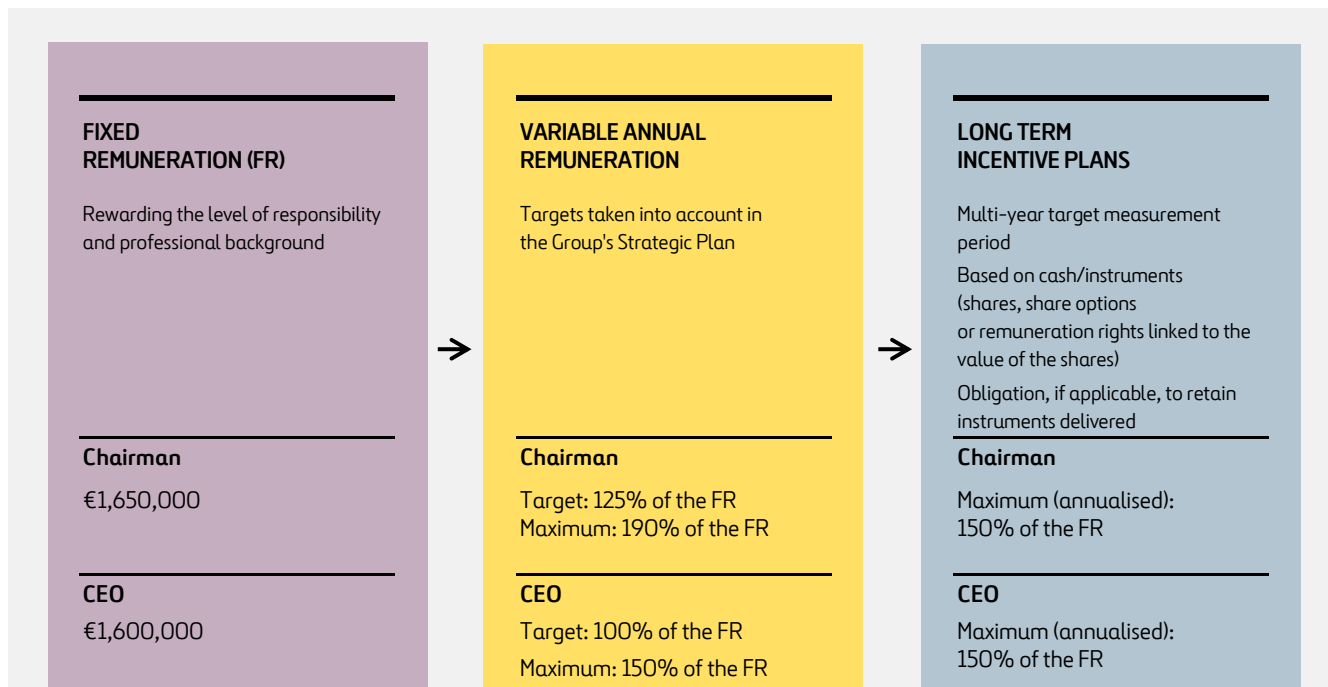 FIXED
REMUNERATION (FR)
Rewarding the level of responsibility
and professional background
Chairman
€1,650,000
CEO
€1,600,000
VARIABLE ANNUAL
REMUNERATION
Targets taken into account in
the Group's Strategic Plan
Chairman
Target: 125% of the FR
Maximum: 190% of the FR
CEO
Target: 100% of the FR
Maximum: 150% of the FR
LONG TERM
INCENTIVE PLANS
Multi-year target measurement
period
Based on cash/instruments
(shares, share options
or remuneration rights linked to the
value of the shares)
Obligation, if applicable, to retain
instruments delivered
Chairman
Maximum (annualised):
150% of the FR
CEO
Maximum (annualised):
150% of the FR